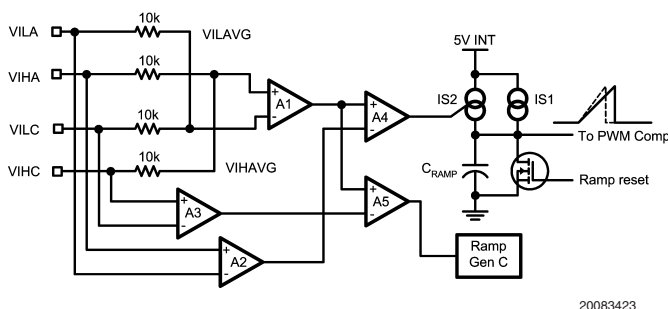 VILA
10k
VILAVG
VIHA
10k
VILC
10k
VIHC
10k
VIHAVG
+
-
A1
+
-
A3
+
-
A2
+
-
A4
+
-
A5
5V INT
IS2
IS1
To PWM Comp
CRAMP
Ramp reset
Ramp
Gen C
20083423